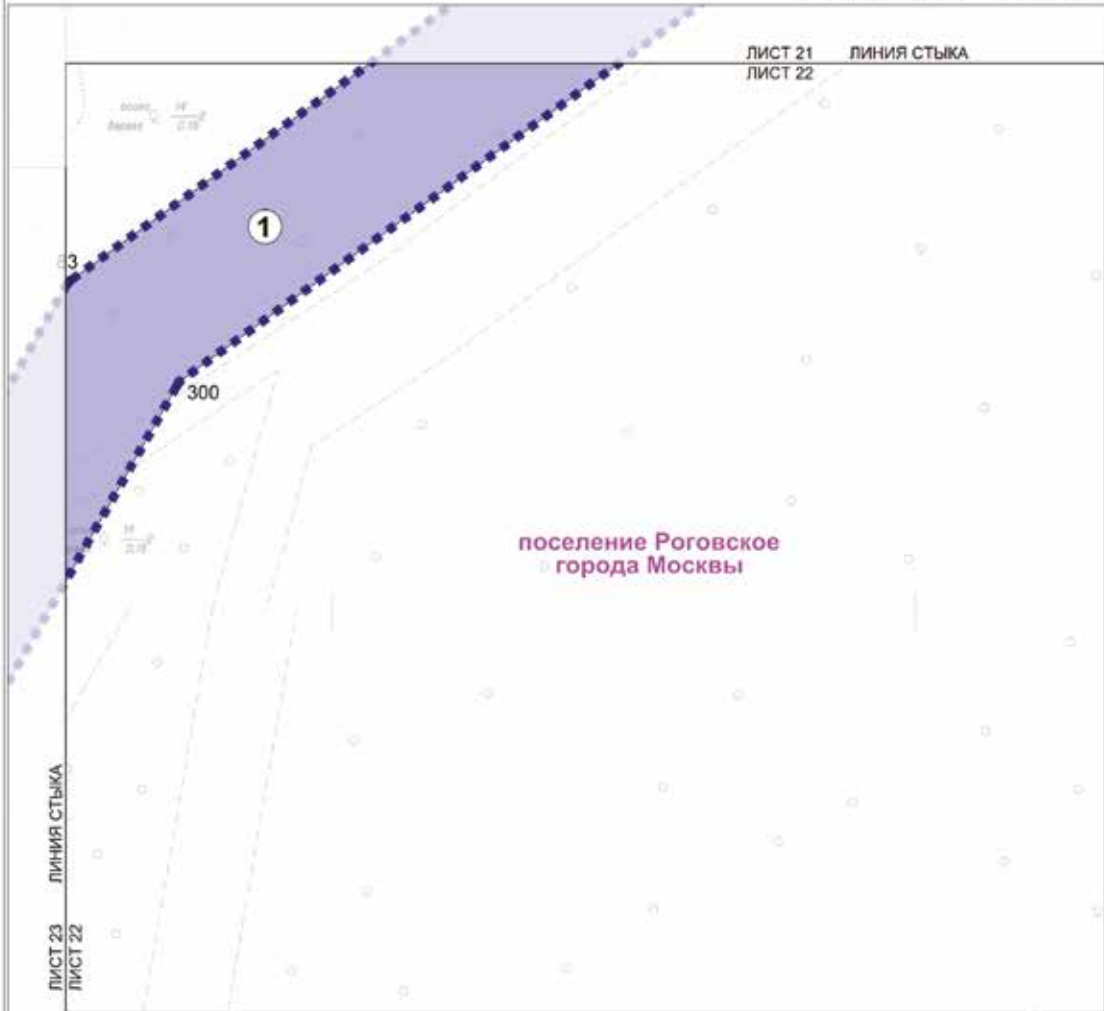 ЛИСТ 21 ЛИНИЯ СТЫКА
ЛИСТ 22
1
83
300
поселение Роговское
города Москвы
ЛИНИЯ СТЫКА
ЛИСТ 23
ЛИСТ 22